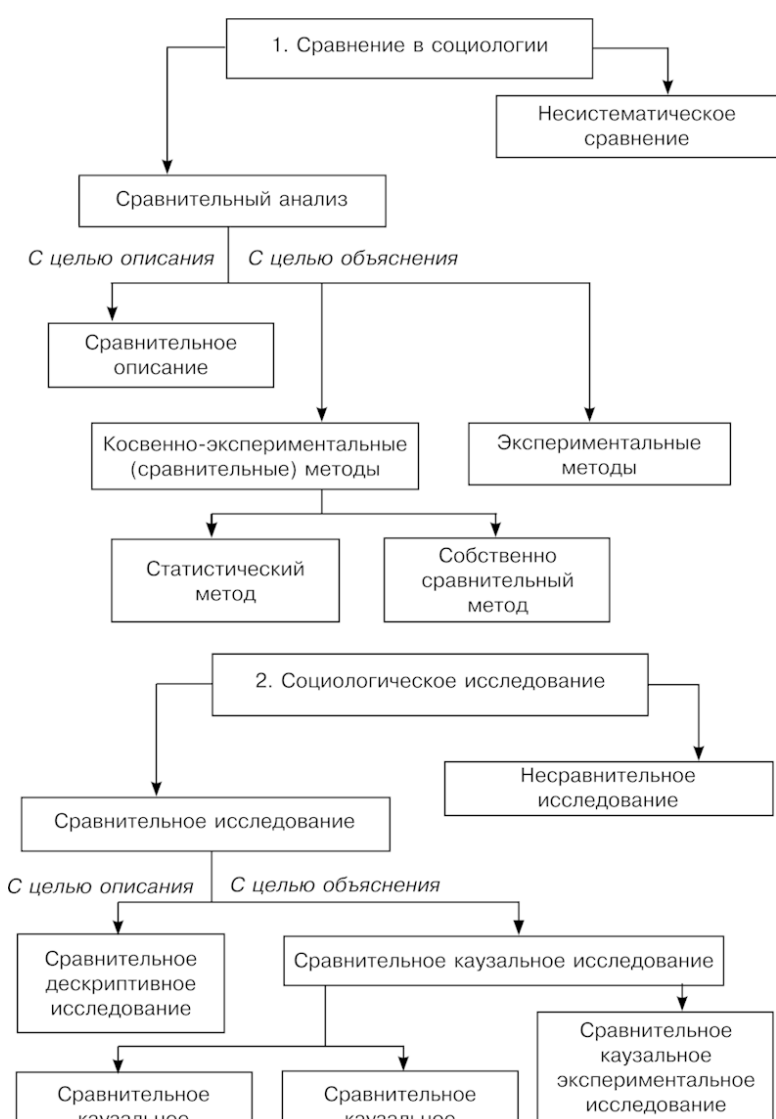 1. Сравнение в социологии
Несистематическое
сравнение
Сравнительный анализ
С целью описания
С целью объяснения
Сравнительное
описание
Косвенно-экспериментальные
(сравнительные) методы
Экспериментальные
методы
Статистический
метод
Собственно
сравнительный
метод
2. Социологическое исследование
Несравнительное
исследование
Сравнительное исследование
С целью описания
С целью объяснения
Сравнительное
дескриптивное
исследование
Сравнительное каузальное исследование
Сравнительное
каузальное
экспериментальное
исследование
Сравнительное
каузальное
Сравнительное
каузальное